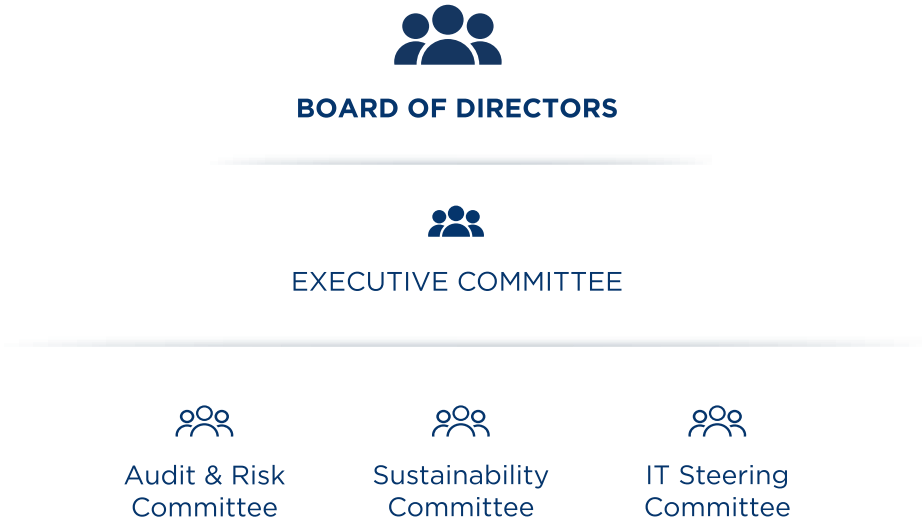 BOARD OF DIRECTORS
EXECUTIVE COMMITTEE
Audit & Risk
Committee
Sustainability
Committee
IT Steering
Committee